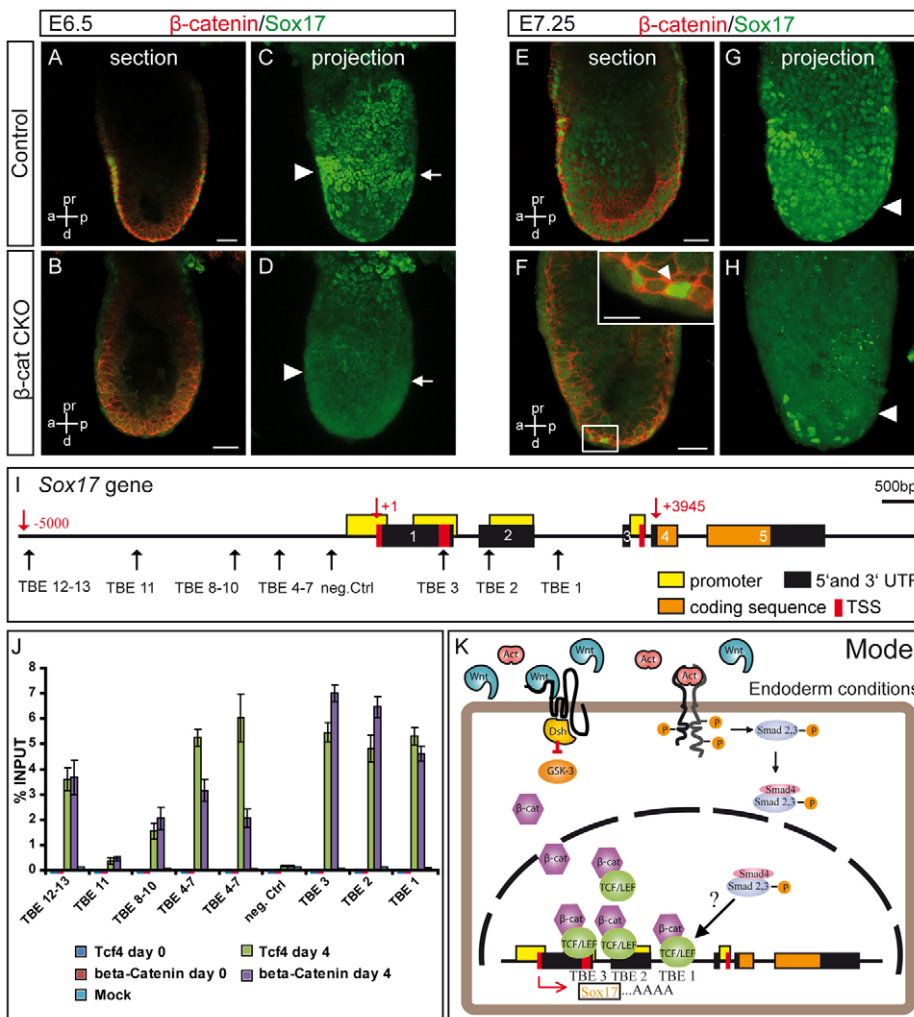 E6.5 β-catenin/Sox17
E7.25 β-catenin/Sox17
Control
β-cat CKO
A section
C projection
E section
G projection
pr
a p
d
pr
a p
d
B
D
F
H
pr
a p
d
pr
a p
d
I Sox17 gene
500bp
-5000
+1
+3945
1
2
3
4
5
TBE 12-13
TBE 11
TBE 8-10
TBE 4-7
neg.Ctrl
TBE 3
TBE 2
TBE 1
promoter
5'and 3' UTF
coding sequence
TSS
J
% INPUT
8
7
6
5
4
3
2
1
0
TBE 12-13
TBE 11
TBE 8-10
TBE 4-7
TBE 4-7
neg. Ctrl
TBE 3
TBE 2
TBE 1
Tcf4 day 0
Tcf4 day 4
beta-Catenin day 0
beta-Catenin day 4
Mock
K
Mode
Endoderm conditions
Wnt
Act
Wnt
Wnt
Act
Wnt
Act
Dsh
GSK-3
P
P
P
Smad 2,3
P
Smad4
Smad 2,3
P
β-cat
β-cat
β-cat
TCF/LEF
Smad4
Smad 2,3
P
?
β-cat
TCF/LEF
β-cat
TCF/LEF
β-cat
TCF/LEF
TBE 3
TBE 2
TBE 1
Sox17...AAAA